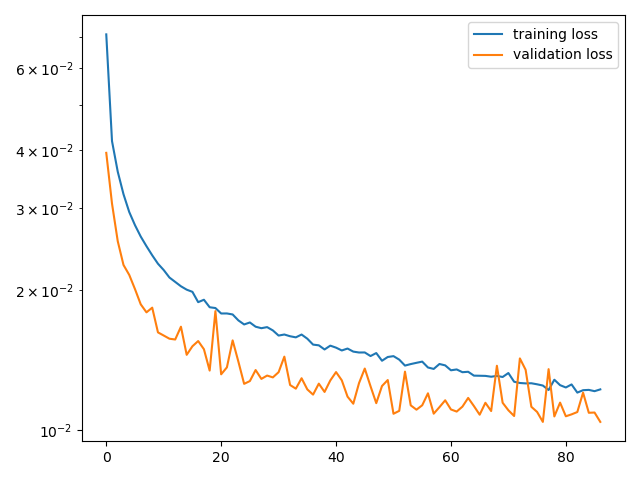 training loss
validation loss
6 × 10⁻²
4 × 10⁻²
3 × 10⁻²
2 × 10⁻²
10⁻²
0 20 40 60 80